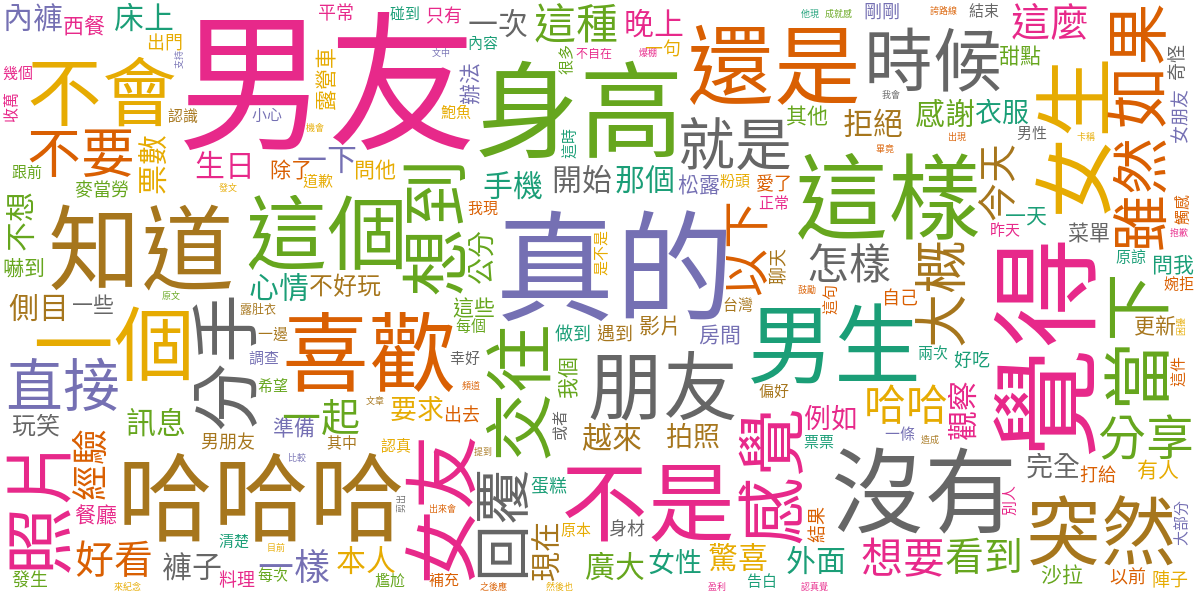 內褲
西餐
床上
平常
碰到
只有
一次
這種
晚上
他現
成就感
剛剛
誇路線
結束
這麼
如果
出門
支持
男友
文中
內容
很多
不自在
爆棚
一句
還是
時候
甜點
奇怪
幾個
不會
露營車
辦法
身高
我會
女生
收萬
認識
小心
鮑魚
其他
拒絕
感謝
衣服
女朋友
不要
票數
機會
這時
就是
男性
卡稱
出現
雖然
跟前
生日
除了
一下
問他
道歉
畢竟
今天
麥當勞
發文
想到
手機
開始
那個
松露
粉頭
愛了
這樣
不想
知道
這個
我現
真的
正常
以下
一天
昨天
菜單
觸感
推歉
嚇到
公分
是不是
聊天
怎樣
大概
覺得
原諒
問我
側目
一些
原文
心情
不好玩
這些
鼓勵
這句
自己
下
婉拒
一個
分手
露肚衣
每個
台灣
更新
困擾
一邊
喜歡
交往
做到
遇到
影片
房間
男生
兩次
好吃
當
這件
直接
調查
幸好
朋友
希望
頻道
我個
偏好
玩笑
訊息
一起
文章
要求
出去
或者
哈哈
觀察
分享
準備
越來
拍照
感覺
例如
票票
一條
造成
男朋友
其中
認真
提到
照片
經驗
哈哈哈
比較
女友
回覆
蛋糕
不是
沒有
完全
打給
有人
餐廳
出來會
原本
身材
結果
別人
突然
大部分
好看
清楚
目前
現在
想要
看到
發生
褲子
料理
每次
一樣
本人
尷尬
補充
廣大
女性
驚喜
外面
沙拉
以前
陣子
來紀念
之後應
然後也
盈利
告白
認真覺